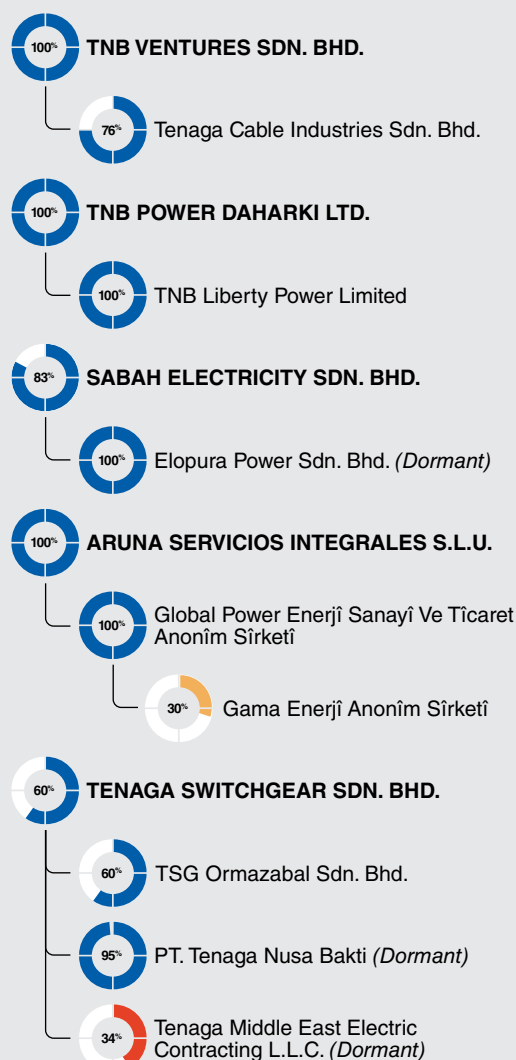 100%
TNB VENTURES SDN. BHD.
76%
Tenaga Cable Industries Sdn. Bhd.
100%
TNB POWER DAHARKI LTD.
100%
TNB Liberty Power Limited
83%
SABAH ELECTRICITY SDN. BHD.
100%
Elopura Power Sdn. Bhd. (Dormant)
100%
ARUNA SERVICIOS INTEGRALES S.L.U.
100%
Global Power Enerjî Sanayî Ve Tîcaret
Anonîm Sîrketî
30%
Gama Enerjî Anonîm Sîrketî
60%
TENAGA SWITCHGEAR SDN. BHD.
60%
TSG Ormazabal Sdn. Bhd.
95%
PT. Tenaga Nusa Bakti (Dormant)
34%
Tenaga Middle East Electric
Contracting L.L.C. (Dormant)